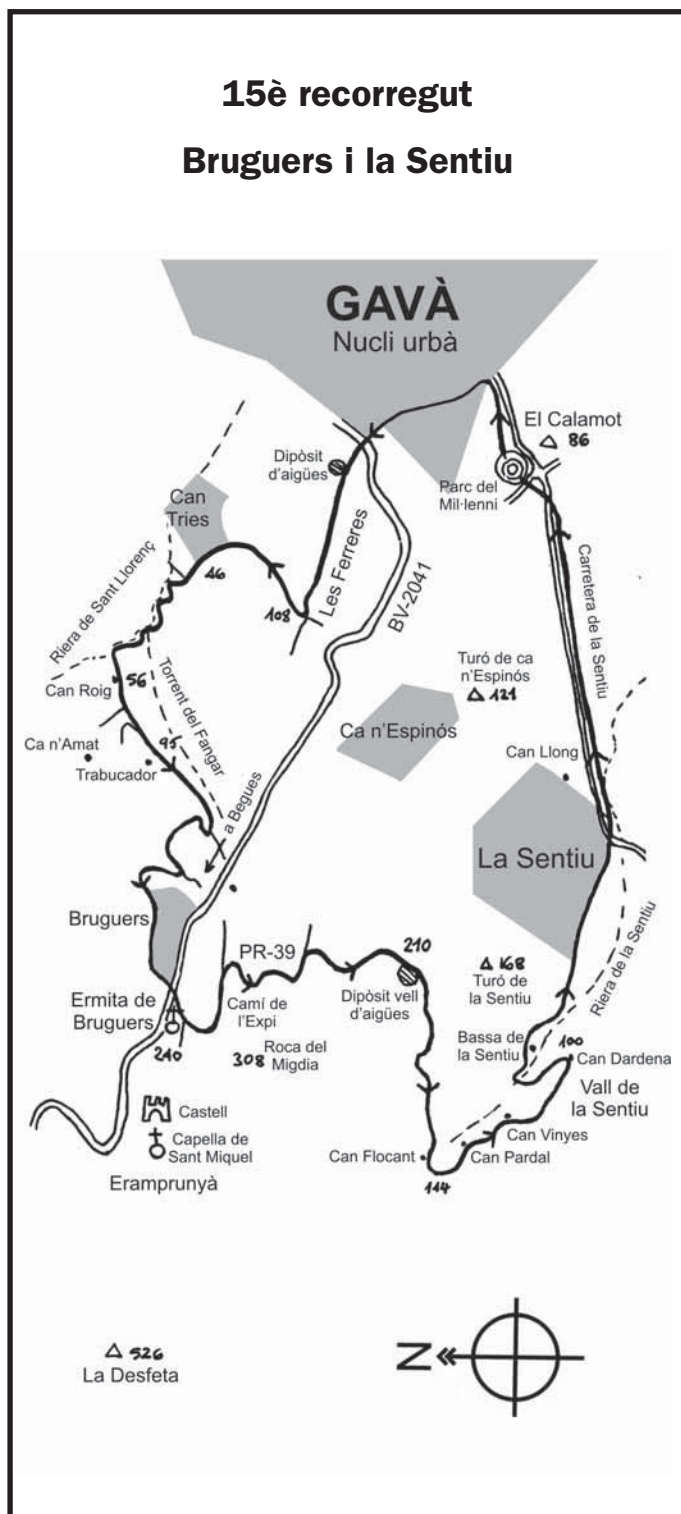 15è recorregut
Bruguers i la Sentiu
GAVÀ
Nucli urbà
El Calamot
86
Dipòsit
d'aigües
Parc del
Mil·lenni
Can
Tries
Les Ferreres
BV-2041
Carretera de la Sentiu
Riera de Sant Llorenç
46
108
Turó de ca
n'Espinós
121
Can Roig
56
Torrent del Fangar
Ca n'Espinós
Ca n'Amat
95
Trabucador
a Begues
Can Llong
La Sentiu
Bruguers
PR-39
210
168
Turó de
la Sentiu
Riera de la Sentiu
Ermita de
Bruguers
Camí de
l'Expi
Dipòsit vell
d'aigües
240
308
Roca del
Migdia
Bassa de
la Sentiu
100
Can Dardena
Vall de
la Sentiu
Castell
Capella de
Sant Miquel
Eramprunyà
Can Vinyes
Can Flocant
Can Pardal
114
526
La Desfeta
N